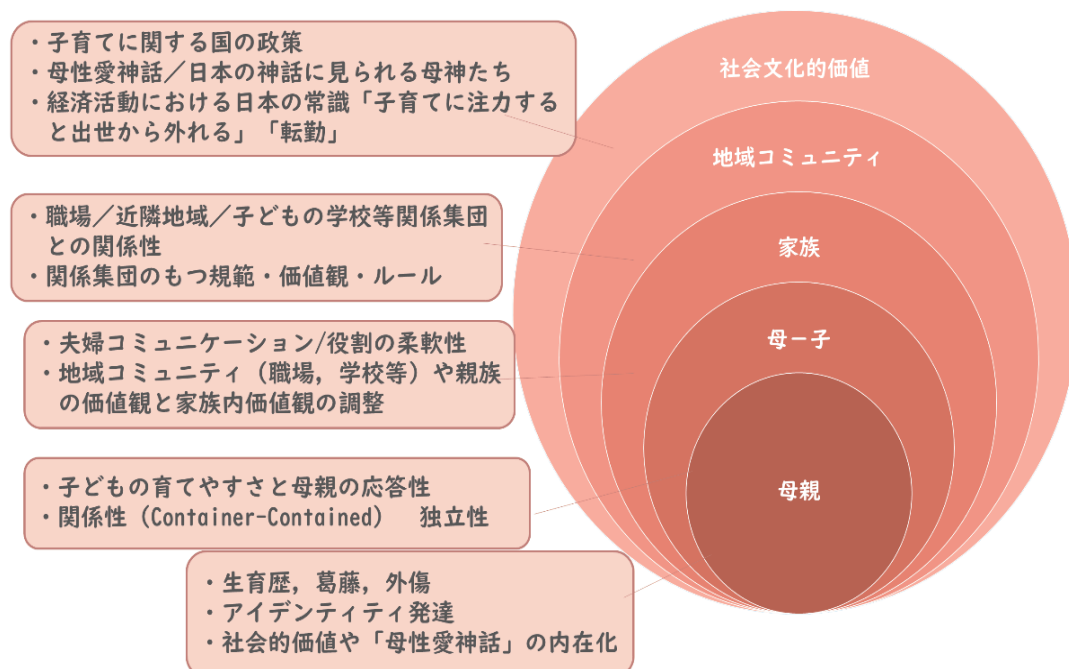 ・子育てに関する国の政策
・母性愛神話／日本の神話に見られる母神たち
・経済活動における日本の常識「子育てに注力する
と出世から外れる」「転勤」
・職場／近隣地域／子どもの学校等関係集団
との関係性
・関係集団のもつ規範・価値観・ルール
・夫婦コミュニケーション/役割の柔軟性
・地域コミュニティ（職場，学校等）や親族
の価値観と家族内価値観の調整
・子どもの育てやすさと母親の応答性
・関係性（Container-Contained）　独立性
・生育歴，葛藤，外傷
・アイデンティティ発達
・社会的価値や「母性愛神話」の内在化
社会文化的価値
地域コミュニティ
家族
母－子
母親